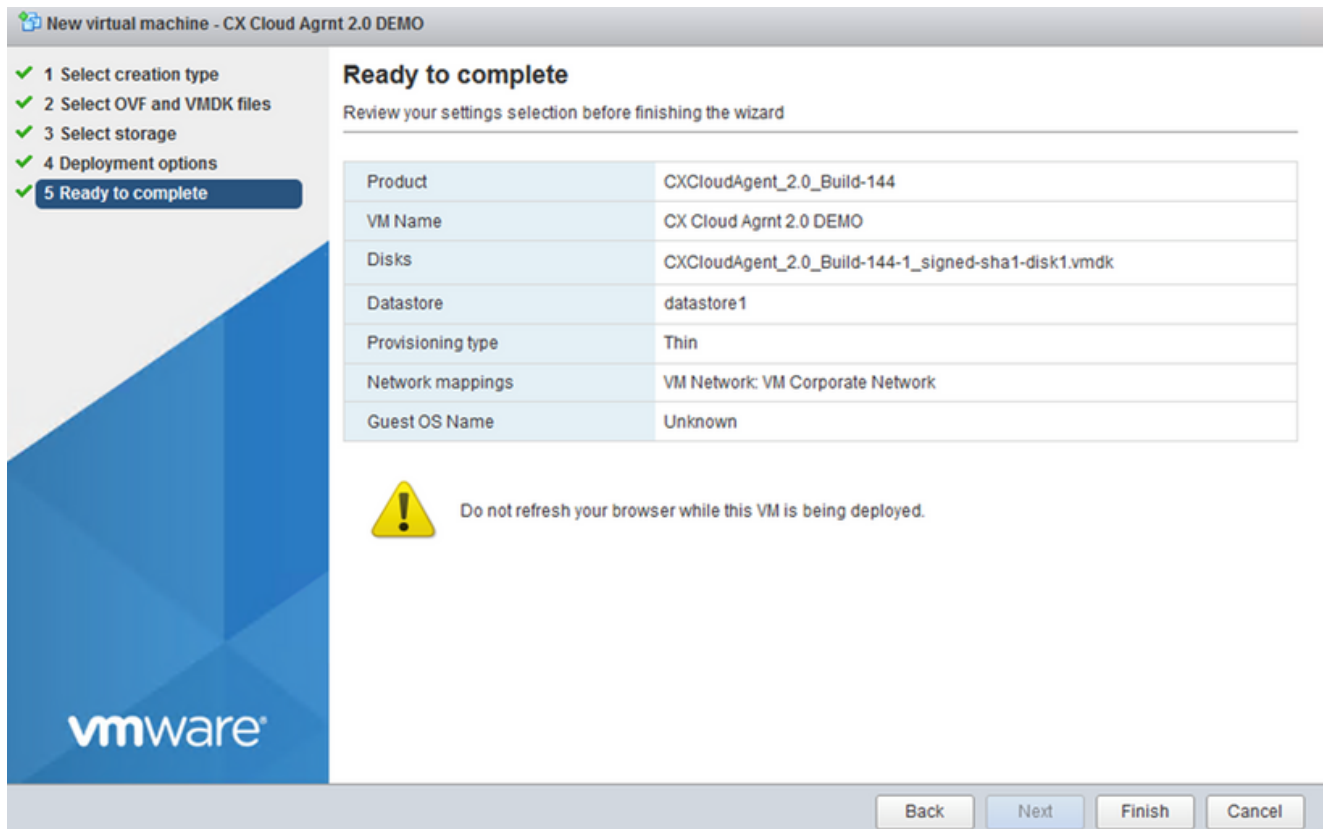 New virtual machine - CX Cloud Agrnt 2.0 DEMO
1 Select creation type
2 Select OVF and VMDK files
3 Select storage
4 Deployment options
5 Ready to complete
Ready to complete
Review your settings selection before finishing the wizard
Product CXCloudAgent_2.0_Build-144
VM Name CX Cloud Agrnt 2.0 DEMO
Disks CXCloudAgent_2.0_Build-144-1_signed-sha1-disk1.vmdk
Datastore datastore1
Provisioning type Thin
Network mappings VM Network: VM Corporate Network
Guest OS Name Unknown
Do not refresh your browser while this VM is being deployed.
vmware®
Back Next Finish Cancel